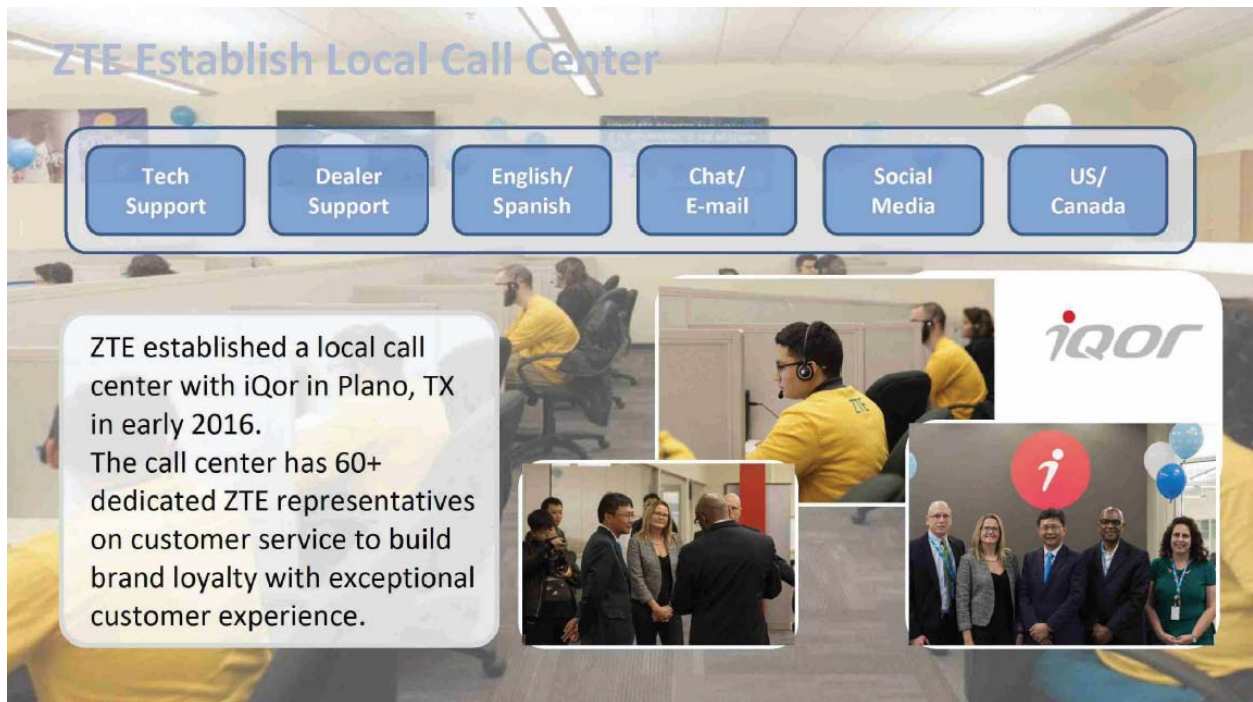 ZTE Establish Local Call Center
Tech
Support
Dealer
Support
English/
Spanish
Chat/
E-mail
Social
Media
US/
Canada
ZTE established a local call
center with iQor in Plano, TX
in early 2016.
The call center has 60+
dedicated ZTE representatives
on customer service to build
brand loyalty with exceptional
customer experience.
iQor
ZTE
i